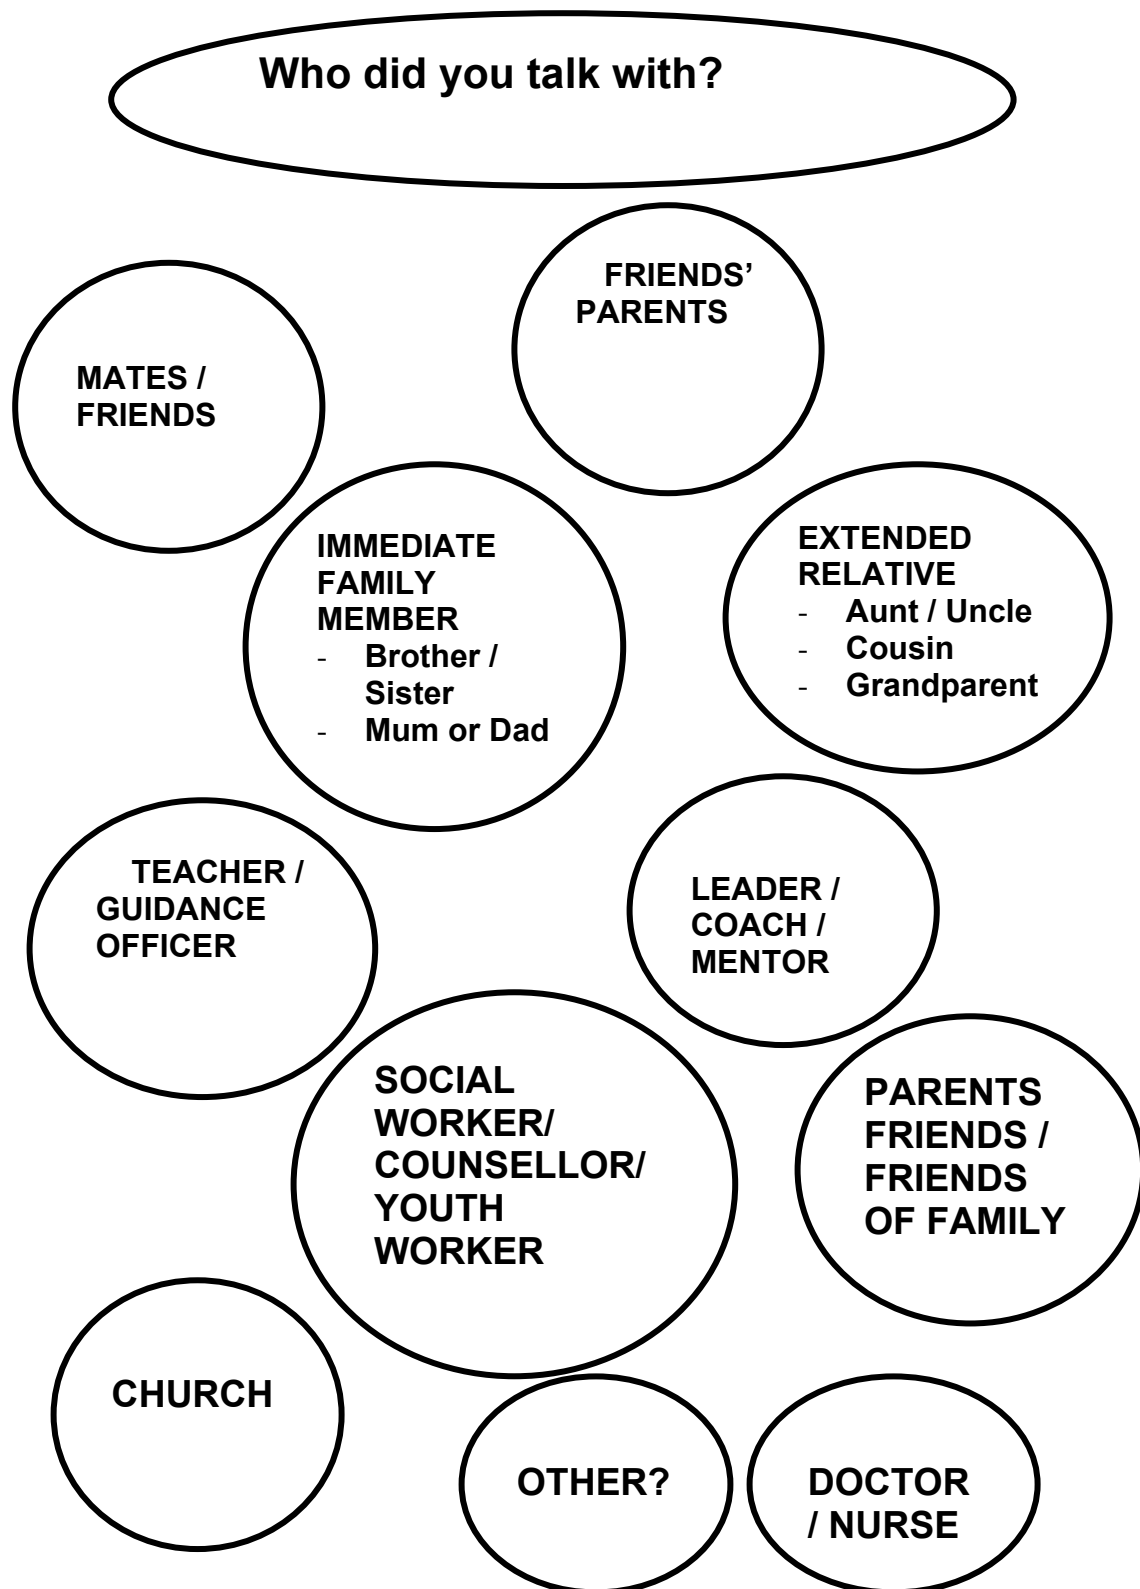 Who did you talk with?
FRIENDS’
PARENTS
MATES /
FRIENDS
IMMEDIATE
FAMILY
MEMBER
- Brother /
Sister
- Mum or Dad
EXTENDED
RELATIVE
- Aunt / Uncle
- Cousin
- Grandparent
TEACHER /
GUIDANCE
OFFICER
LEADER /
COACH /
MENTOR
SOCIAL
WORKER/
COUNSELLOR/
YOUTH
WORKER
PARENTS
FRIENDS /
FRIENDS
OF FAMILY
CHURCH
OTHER?
DOCTOR
/ NURSE